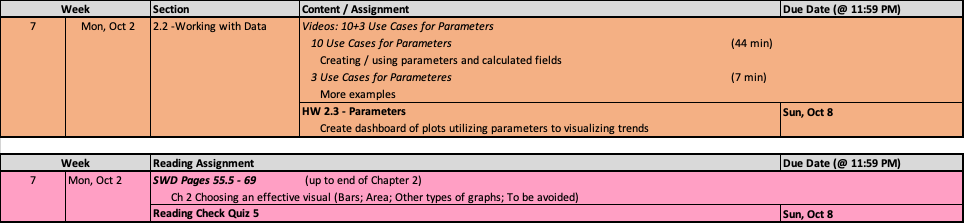 Week Section Content / Assignment Due Date (@ 11:59 PM)
7 Mon, Oct 2 2.2 -Working with Data Videos: 10+3 Use Cases for Parameters
10 Use Cases for Parameters (44 min)
Creating / using parameters and calculated fields
3 Use Cases for Parameteres (7 min)
More examples
HW 2.3 - Parameters Sun, Oct 8
Create dashboard of plots utilizing parameters to visualizing trends
Week Reading Assignment Due Date (@ 11:59 PM)
7 Mon, Oct 2 SWD Pages 55.5 - 69 (up to end of Chapter 2)
Ch 2 Choosing an effective visual (Bars; Area; Other types of graphs; To be avoided)
Reading Check Quiz 5 Sun, Oct 8